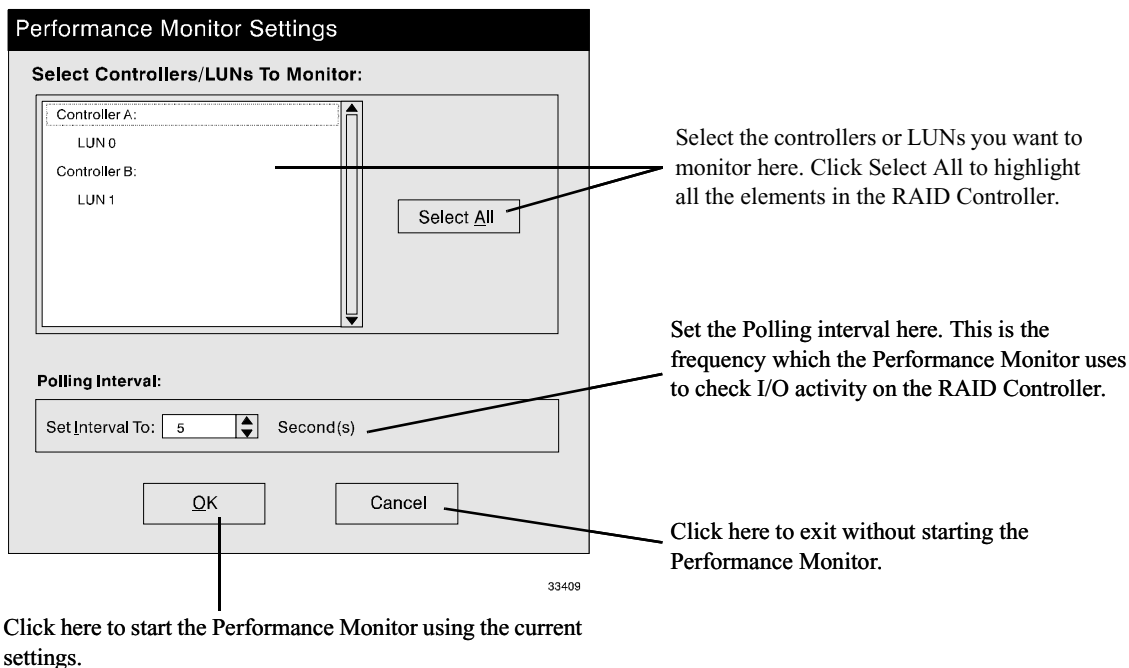 Performance Monitor Settings
Select Controllers/LUNs To Monitor:
Controller A:
LUN 0
Controller B:
LUN 1
Select All
Select the controllers or LUNs you want to
monitor here. Click Select All to highlight
all the elements in the RAID Controller.
Polling Interval:
Set Interval To: 5 Second(s)
Set the Polling interval here. This is the
frequency which the Performance Monitor uses
to check I/O activity on the RAID Controller.
OK
Cancel
Click here to exit without starting the
Performance Monitor.
33409
Click here to start the Performance Monitor using the current
settings.